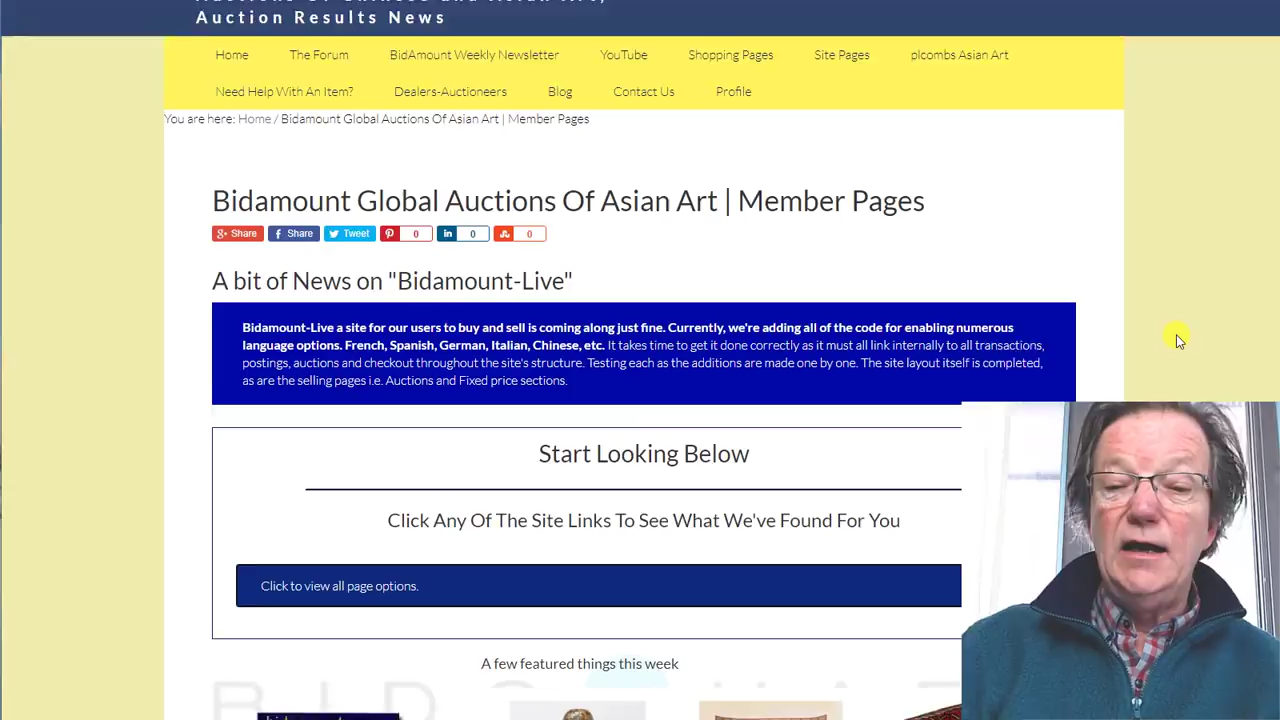 Auction Results News
Home The Forum BidAmount Weekly Newsletter YouTube Shopping Pages Site Pages plcombs Asian Art
Need Help With An Item? Dealers-Auctioneers Blog Contact Us Profile
You are here: Home / Bidamount Global Auctions Of Asian Art | Member Pages
Bidamount Global Auctions Of Asian Art | Member Pages
Share Share Tweet 0 0 0
A bit of News on "Bidamount-Live"
Bidamount-Live a site for our users to buy and sell is coming along just fine. Currently, we're adding all of the code for enabling numerous
language options. French, Spanish, German, Italian, Chinese, etc. It takes time to get it done correctly as it must all link internally to all transactions,
postings, auctions and checkout throughout the site's structure. Testing each as the additions are made one by one. The site layout itself is completed,
as are the selling pages i.e. Auctions and Fixed price sections.
Start Looking Below
Click Any Of The Site Links To See What We've Found For You
Click to view all page options.
A few featured things this week